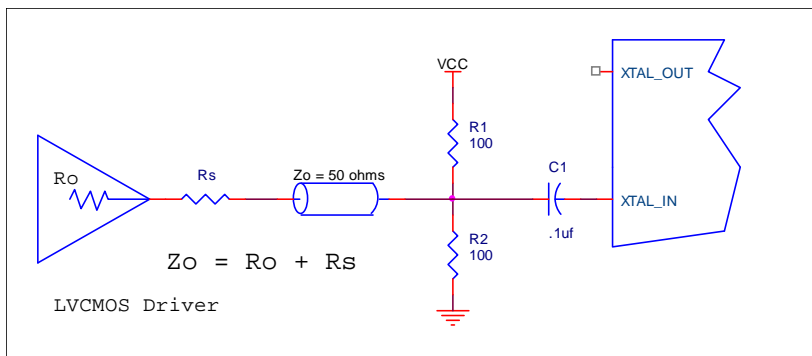 VCC
XTAL_OUT
R1
100
Ro
Rs
Zo = 50 ohms
C1
XTAL_IN
.1uf
R2
100
Zo = Ro + Rs
LVCMOS Driver